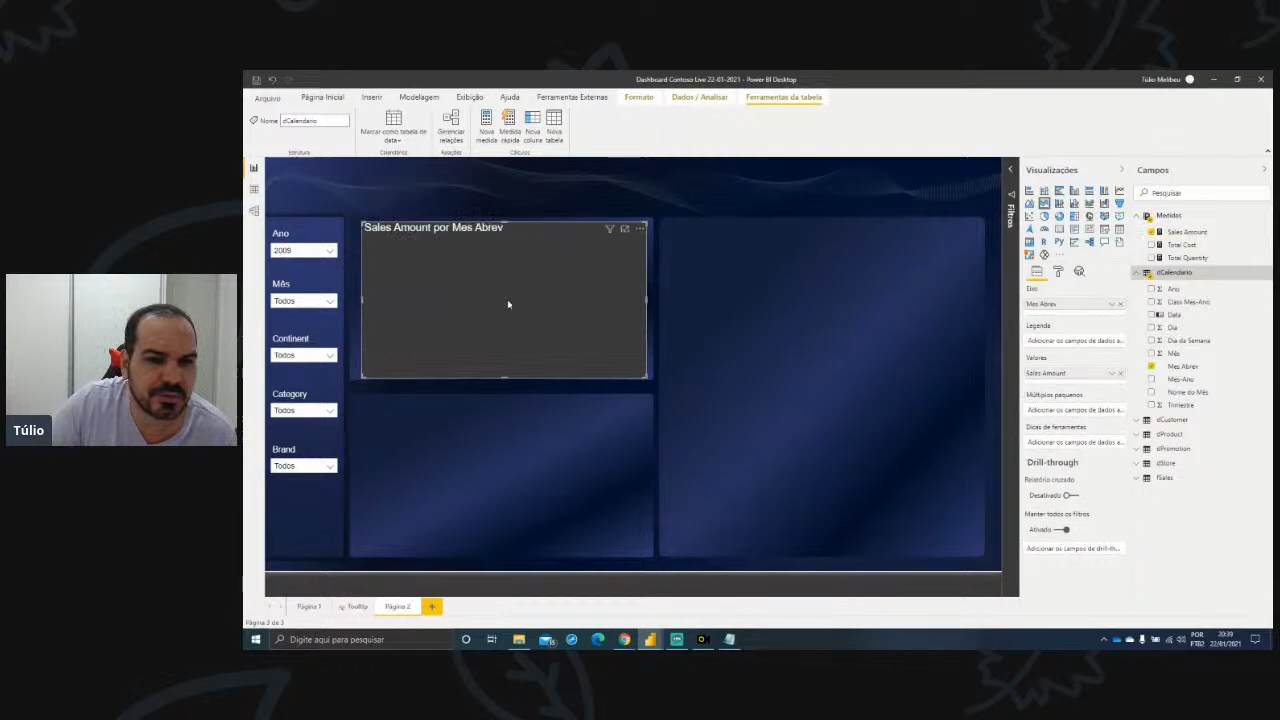 Dashboard Contoso Live 22-01-2021 - Power BI Desktop
Túlio Melibeu
Arquivo
Página Inicial
Inserir
Modelagem
Exibição
Ajuda
Ferramentas Externas
Formato
Dados / Analisar
Ferramentas da tabela
Nome
dCalendario
Marcar como tabela de data
Gerenciar relações
Nova medida
Medida rápida
Nova coluna
Nova tabela
Estrutura
Calendários
Relações
Cálculos
Ano
2009
Mês
Todos
Continent
Todos
Category
Todos
Brand
Todos
Sales Amount por Mes Abrev
Filtros
Visualizações
Eixo
Mes Abrev
Legenda
Adicionar os campos de dados a...
Valores
Sales Amount
Múltiplos pequenos
Adicionar os campos de dados a...
Dicas de ferramentas
Adicionar os campos de dados a...
Drill-through
Relatório cruzado
Desativado
Manter todos os filtros
Ativado
Adicionar os campos de drill-th...
Campos
Pesquisar
Medidas
Sales Amount
Total Cost
Total Quantity
dCalendario
Ano
Class Mes-Ano
Data
Dia
Dia da Semana
Mês
Mes Abrev
Mes-Ano
Nome do Mês
Trimestre
dCustomer
dProduct
dPromotion
dStore
fSales
Túlio
Página 1
Tooltip
Página 2
Página 3 de 3
Digite aqui para pesquisar
POR
PTB2
20:39
22/01/2021